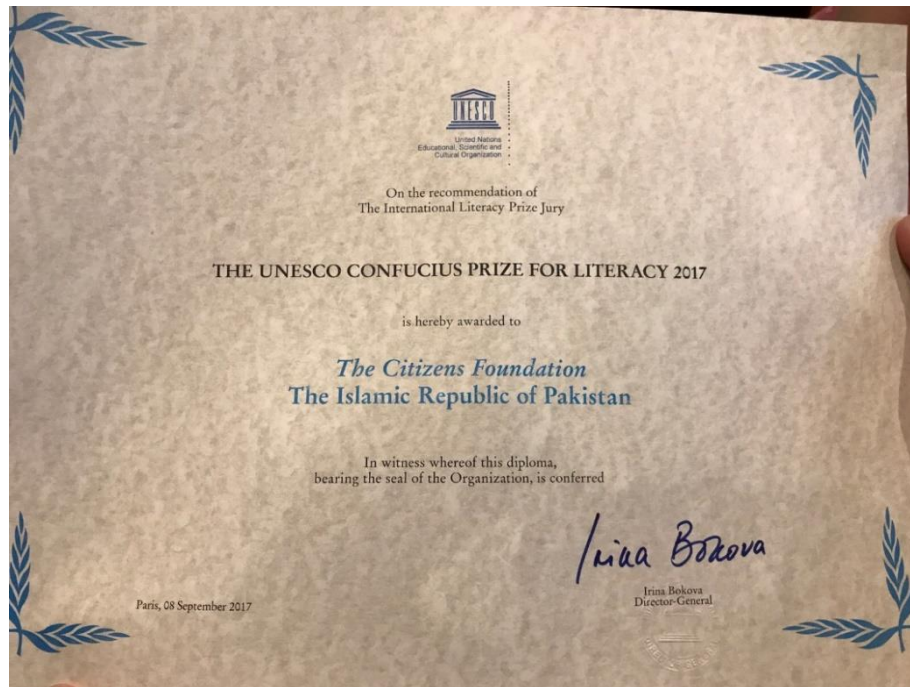 UNESCO
United Nations
Educational, Scientific and
Cultural Organization
On the recommendation of
The International Literacy Prize Jury
THE UNESCO CONFUCIUS PRIZE FOR LITERACY 2017
is hereby awarded to
The Citizens Foundation
The Islamic Republic of Pakistan
In witness whereof this diploma,
bearing the seal of the Organization, is conferred
Irina Bokova
Irina Bokova
Director-General
Paris, 08 September 2017